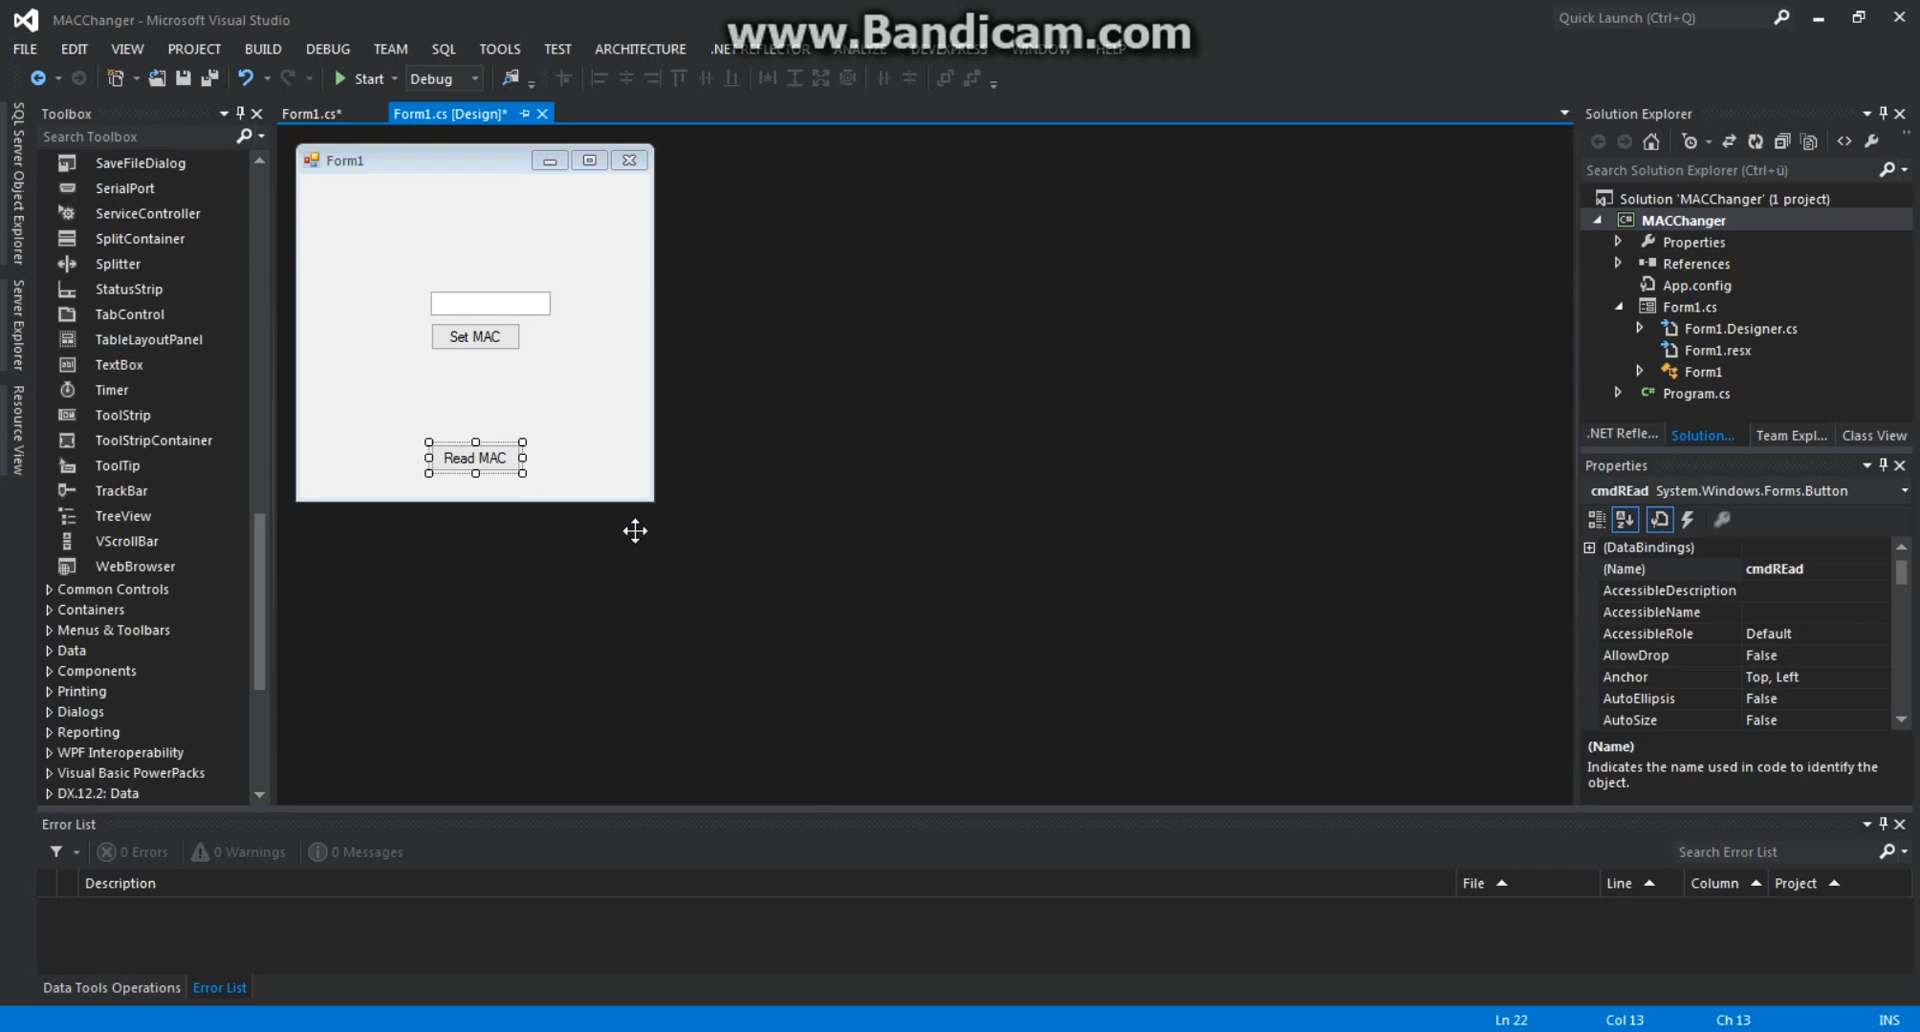 MACChanger - Microsoft Visual Studio
www.Bandicam.com
Quick Launch (Ctrl+Q)
FILE EDIT VIEW PROJECT BUILD DEBUG TEAM SQL TOOLS TEST ARCHITECTURE .NET REFLECTOR ANALYZE DEVEXPRESS WINDOW HELP
Start Debug
SQL Server Object Explorer
Server Explorer
Resource View
Toolbox
Search Toolbox
SaveFileDialog
SerialPort
ServiceController
SplitContainer
Splitter
StatusStrip
TabControl
TableLayoutPanel
TextBox
Timer
ToolStrip
ToolStripContainer
ToolTip
TrackBar
TreeView
VScrollBar
WebBrowser
Common Controls
Containers
Menus & Toolbars
Data
Components
Printing
Dialogs
Reporting
WPF Interoperability
Visual Basic PowerPacks
DX.12.2: Data
Form1.cs* Form1.cs [Design]*
Form1
Set MAC
Read MAC
Solution Explorer
Search Solution Explorer (Ctrl+ü)
Solution 'MACChanger' (1 project)
MACChanger
Properties
References
App.config
Form1.cs
Form1.Designer.cs
Form1.resx
Form1
Program.cs
.NET Refle... Solution... Team Expl... Class View
Properties
cmdREad System.Windows.Forms.Button
(DataBindings)
(Name) cmdREad
AccessibleDescription
AccessibleName
AccessibleRole Default
AllowDrop False
Anchor Top, Left
AutoEllipsis False
AutoSize False
(Name)
Indicates the name used in code to identify the
object.
Error List
0 Errors 0 Warnings 0 Messages
Search Error List
Description File Line Column Project
Data Tools Operations Error List
Ln 22 Col 13 Ch 13 INS